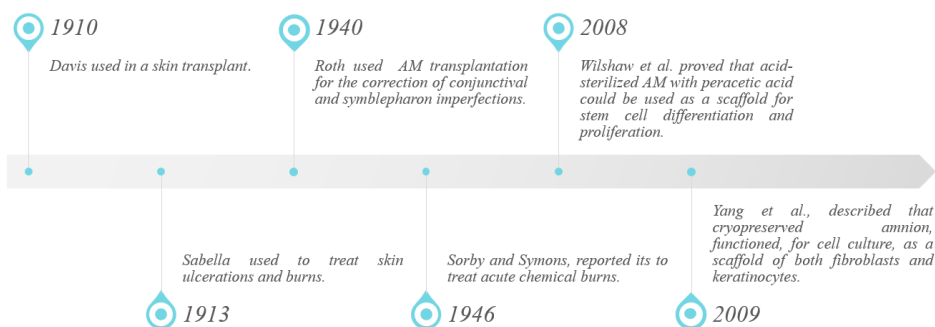 1910
Davis used in a skin transplant.
1940
Roth used AM transplantation
for the correction of conjunctival
and symblepharon imperfections.
2008
Wilshaw et al. proved that acid-
sterilized AM with peracetic acid
could be used as a scaffold for
stem cell differentiation and
proliferation.
Sabella used to treat skin
ulcerations and burns.
1913
Sorby and Symons, reported its to
treat acute chemical burns.
1946
Yang et al., described that
cryopreserved amnion,
functioned, for cell culture, as a
scaffold of both fibroblasts and
keratinocytes.
2009